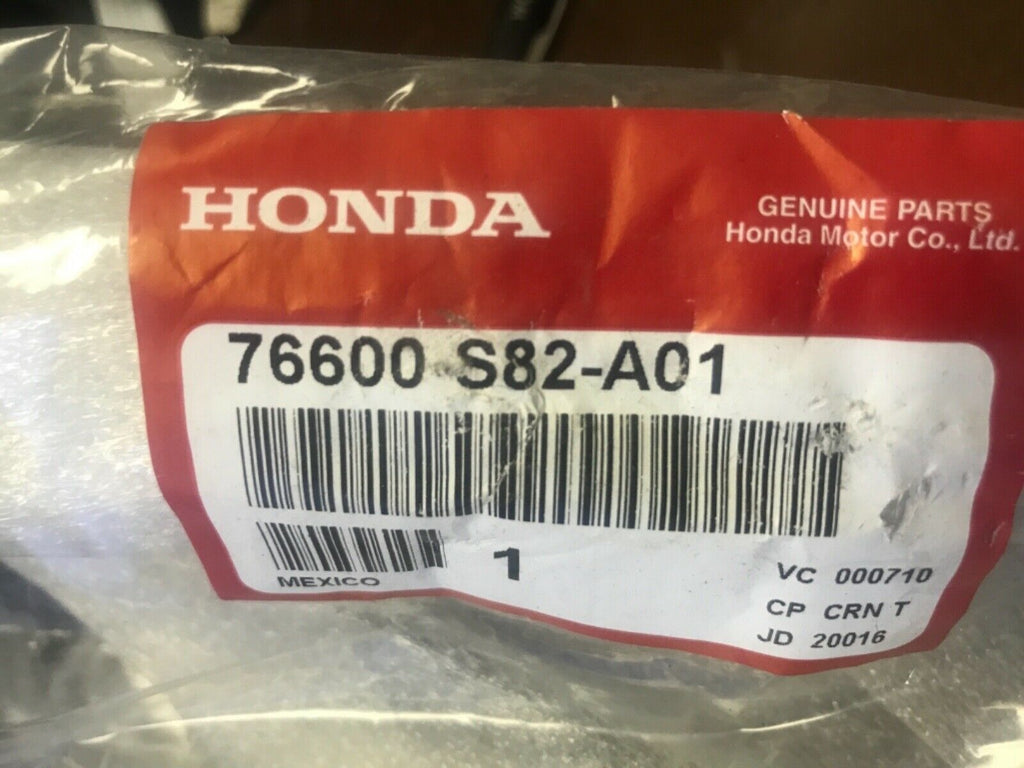 HONDA
GENUINE PARTS
Honda Motor Co., Ltd.
76600 S82-A01
MEXICO
1
VC 000710
CP CRN T
JD 20016